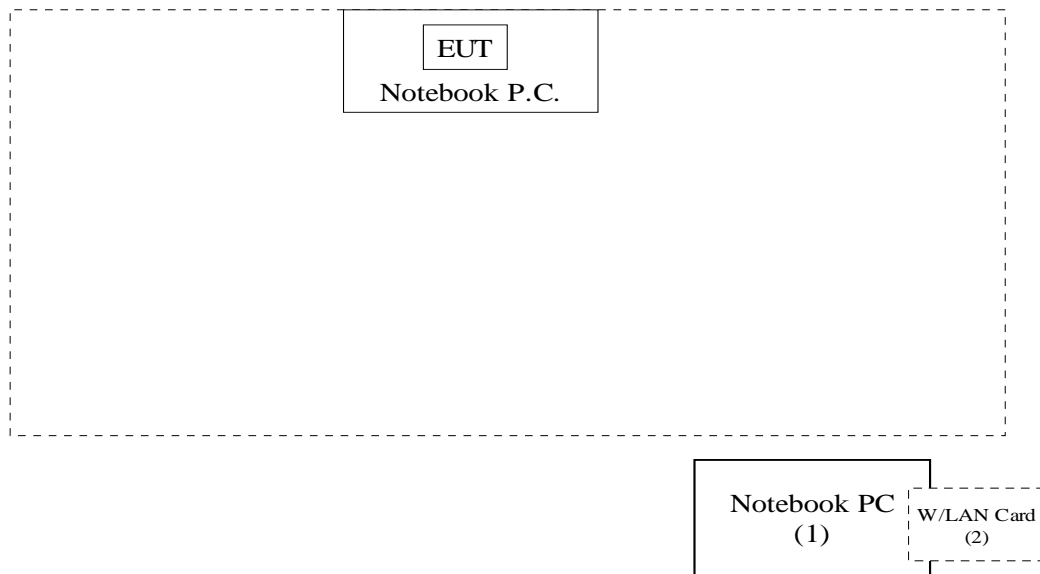 EUT
Notebook P.C.
Notebook PC
(1)
W/LAN Card
(2)